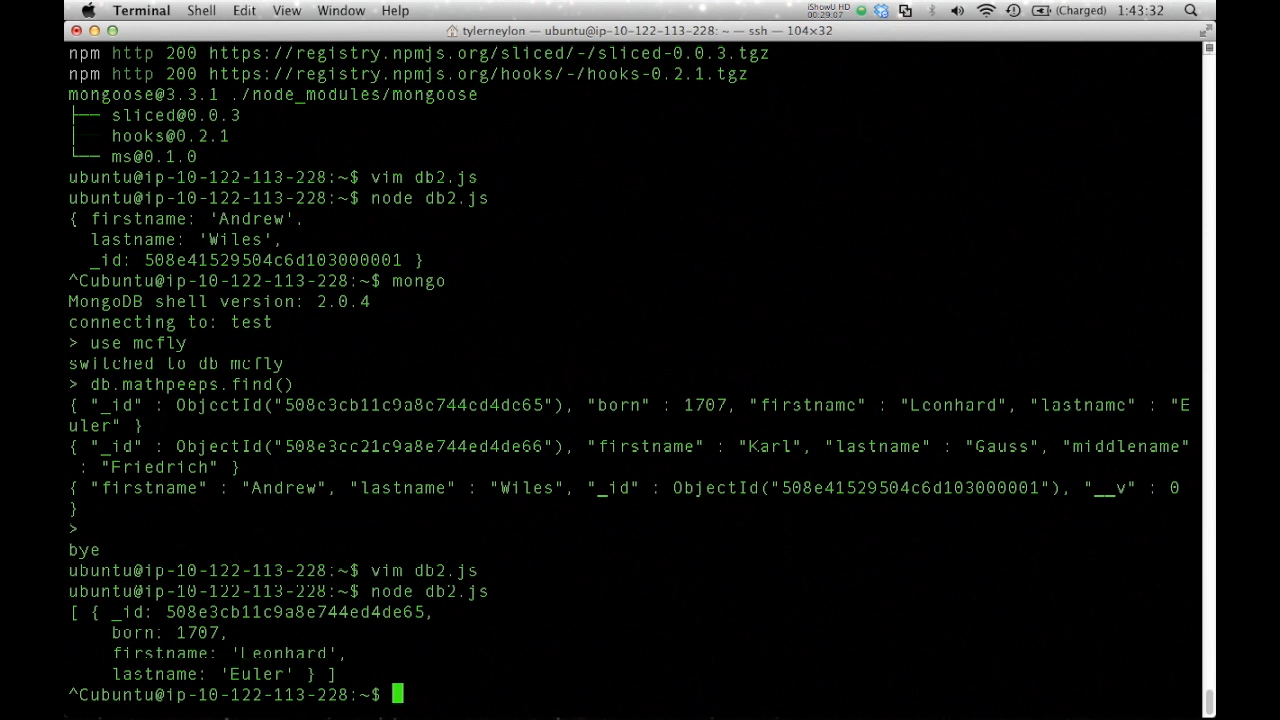 Terminal Shell Edit View Window Help iShowU HD 00:29:07 (Charged) 1:43:32
tylerneylon — ubuntu@ip-10-122-113-228: ~ — ssh — 104×32
npm http 200 https://registry.npmjs.org/sliced/-/sliced-0.0.3.tgz
npm http 200 https://registry.npmjs.org/hooks/-/hooks-0.2.1.tgz
mongoose@3.3.1 ./node_modules/mongoose
├── sliced@0.0.3
│   hooks@0.2.1
└── ms@0.1.0
ubuntu@ip-10-122-113-228:~$ vim db2.js
ubuntu@ip-10-122-113-228:~$ node db2.js
{ firstname: 'Andrew',
lastname: 'Wiles',
_id: 508e41529504c6d103000001 }
^Cubuntu@ip-10-122-113-228:~$ mongo
MongoDB shell version: 2.0.4
connecting to: test
> use mcfly
switched to db mcfly
> db.mathpeeps.find()
{ "_id" : ObjectId("508e3cb11c9a8e744ed4de65"), "born" : 1707, "firstname" : "Leonhard", "lastname" : "E
uler" }
{ "_id" : ObjectId("508e3cc21c9a8e744ed4de66"), "firstname" : "Karl", "lastname" : "Gauss", "middlename"
: "Friedrich" }
{ "firstname" : "Andrew", "lastname" : "Wiles", "_id" : ObjectId("508e41529504c6d103000001"), "__v" : 0
}
>
bye
ubuntu@ip-10-122-113-228:~$ vim db2.js
ubuntu@ip-10-122-113-228:~$ node db2.js
[ { _id: 508e3cb11c9a8e744ed4de65,
born: 1707,
firstname: 'Leonhard',
lastname: 'Euler' } ]
^Cubuntu@ip-10-122-113-228:~$